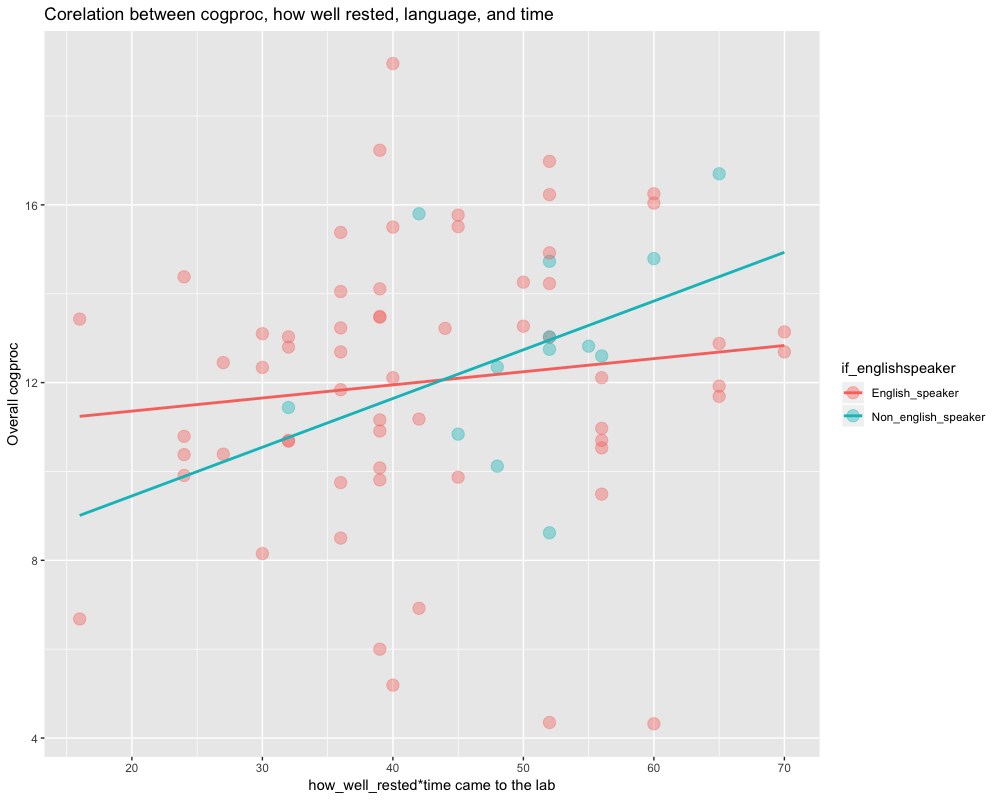 Corelation between cogproc, how well rested, language, and time
Overall cogproc
16
12
8
4
20
30
40
50
60
70
how_well_rested*time came to the lab
if_englishspeaker
English_speaker
Non_english_speaker